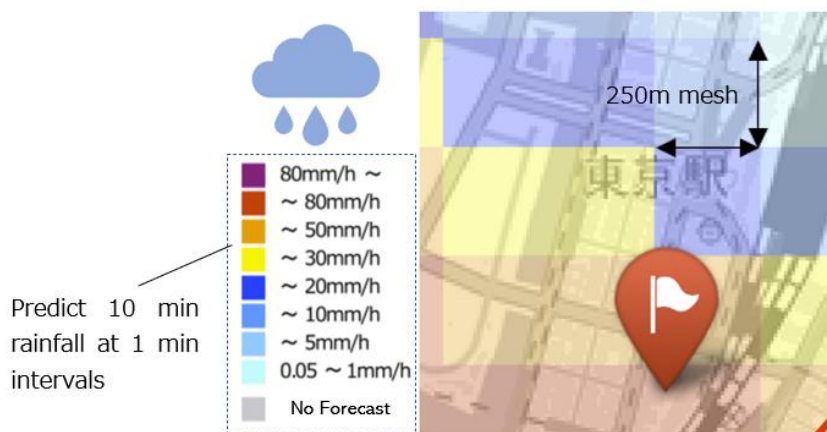 250m mesh
東京駅
80mm/h ~
~ 80mm/h
~ 50mm/h
~ 30mm/h
~ 20mm/h
~ 10mm/h
~ 5mm/h
0.05 ~ 1mm/h
No Forecast
Predict 10 min
rainfall at 1 min
intervals